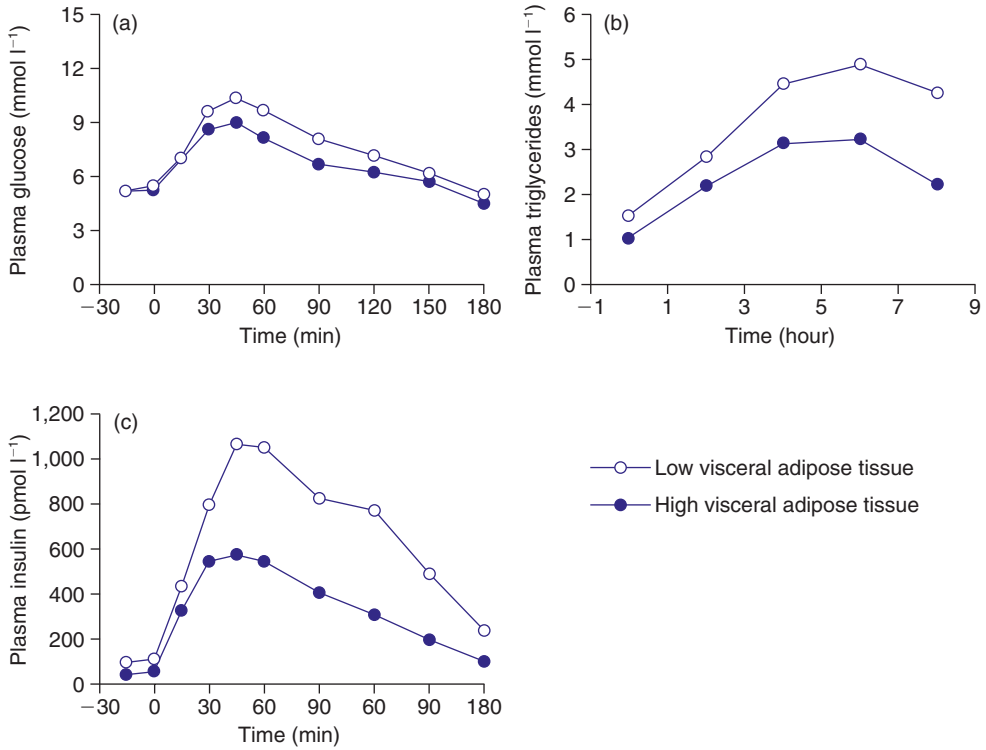 (a)
Plasma glucose (mmol l⁻¹)
15
12
9
6
3
0
−30 0 30 60 90 120 150 180
Time (min)
(b)
Plasma triglycerides (mmol l⁻¹)
6
5
4
3
2
1
0
−1 1 3 5 7 9
Time (hour)
(c)
Plasma insulin (pmol l⁻¹)
1,200
1,000
800
600
400
200
0
−30 0 30 60 90 60 90 180
Time (min)
Low visceral adipose tissue
High visceral adipose tissue